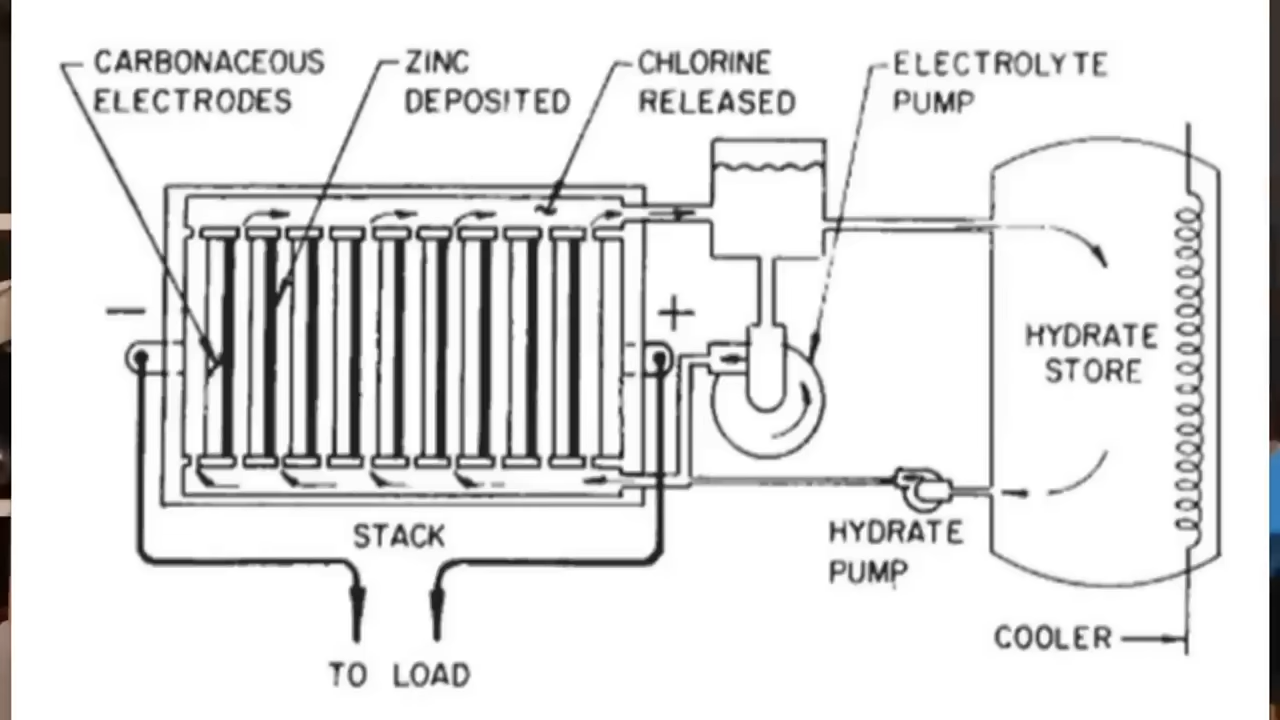 CARBONACEOUS
ELECTRODES
ZINC
DEPOSITED
CHLORINE
RELEASED
ELECTROLYTE
PUMP
−
+
HYDRATE
STORE
STACK
HYDRATE
PUMP
COOLER
TO LOAD